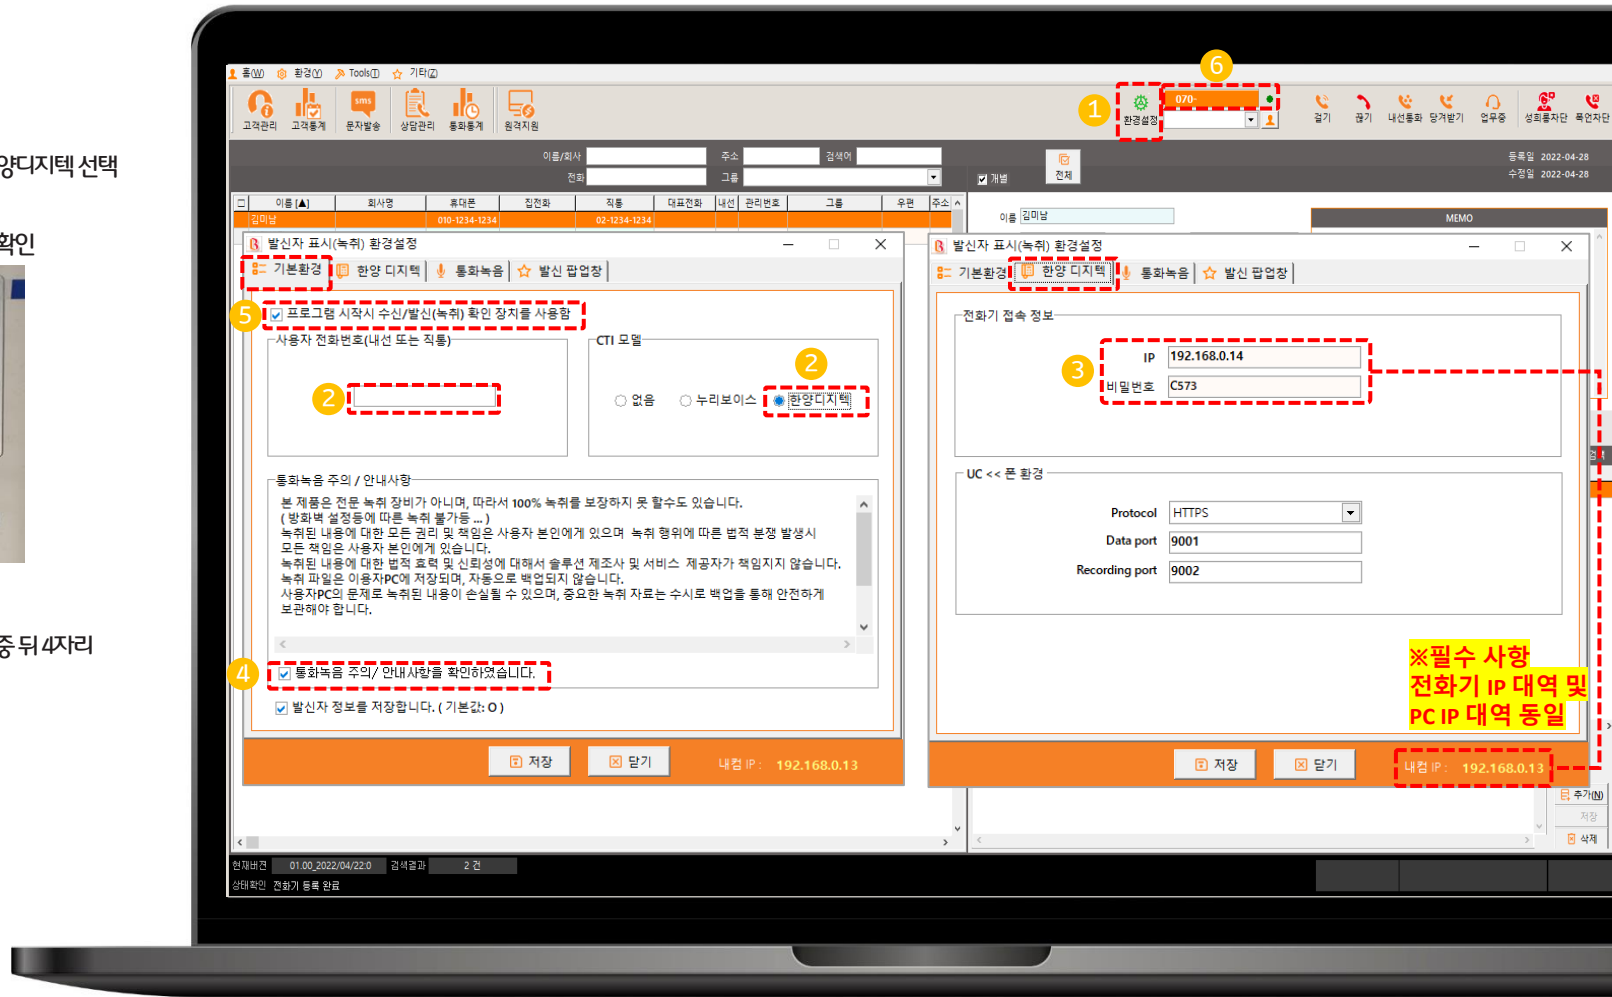 양디지텍 선택
확인
중 뒤 4자리
홈(W) 환경(Y) Tools(T) 기타(Z)
6
고객관리 고객통계 sms 문자발송 상담관리 통화통계 원격지원
1 환경설정 070-
걸기 끊기 내선통화 당겨받기 업무중 성희롱차단 폭언차단
이름/회사 주소 검색어
전화 그룹
개별 전체
등록일 2022-04-28
수정일 2022-04-28
이름 [▲] 회사명 휴대폰 집전화 직통 대표전화 내선 관리번호 그룹 우편 주소
김미남 010-1234-1234 02-1234-1234
이름 김미남
MEMO
발신자 표시(녹취) 환경설정
기본환경 한양 디지텍 통화녹음 발신 팝업창
5 프로그램 시작시 수신/발신(녹취) 확인 장치를 사용함
사용자 전화번호(내선 또는 직통)
2
CTI 모델
2
없음 누리보이스 한양디지텍
통화녹음 주의 / 안내사항
본 제품은 전문 녹취 장비가 아니며, 따라서 100% 녹취를 보장하지 못 할수도 있습니다.
( 방화벽 설정등에 따른 녹취 불가등 ... )
녹취된 내용에 대한 모든 권리 및 책임은 사용자 본인에게 있으며 녹취 행위에 따른 법적 분쟁 발생시
모든 책임은 사용자 본인에게 있습니다.
녹취된 내용에 대한 법적 효력 및 신뢰성에 대해서 솔루션 제조사 및 서비스 제공자가 책임지지 않습니다.
녹취 파일은 이용자PC에 저장되며, 자동으로 백업되지 않습니다.
사용자PC의 문제로 녹취된 내용이 손실될 수 있으며, 중요한 녹취 자료는 수시로 백업을 통해 안전하게
보관해야 합니다.
4 통화녹음 주의/ 안내사항을 확인하였습니다.
발신자 정보를 저장합니다. ( 기본값: O )
저장 닫기 내컴 IP : 192.168.0.13
발신자 표시(녹취) 환경설정
기본환경 한양 디지텍 통화녹음 발신 팝업창
전화기 접속 정보
3
IP 192.168.0.14
비밀번호 C573
UC << 폰 환경
Protocol HTTPS
Data port 9001
Recording port 9002
※필수 사항
전화기 IP 대역 및
PC IP 대역 동일
저장 닫기 내컴 IP : 192.168.0.13
추가(N)
저장
삭제
현재버견 01.00_2022/04/22:0 검색결과 2 건
상태확인 전화기 등록 완료